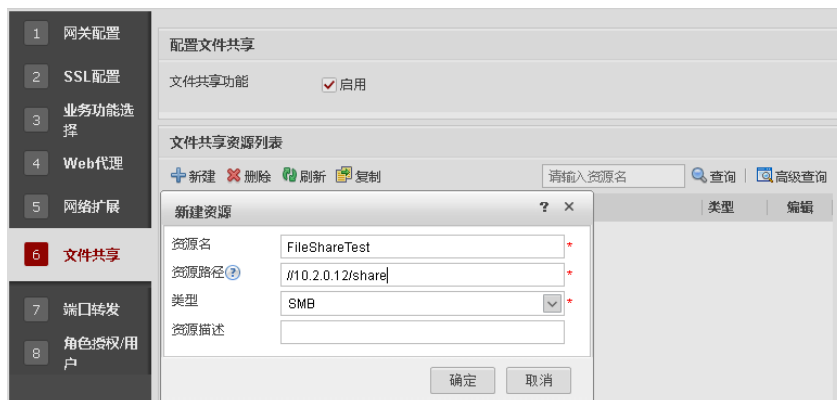 1 网关配置
2 SSL配置
3 业务功能选
择
4 Web代理
5 网络扩展
6 文件共享
7 端口转发
8 角色授权/用
户
配置文件共享
文件共享功能 启用
文件共享资源列表
新建 删除 刷新 复制 请输入资源名 查询 高级查询
类型 编辑
新建资源 ? ×
资源名 FileShareTest *
资源路径? //10.2.0.12/share *
类型 SMB *
资源描述
确定 取消